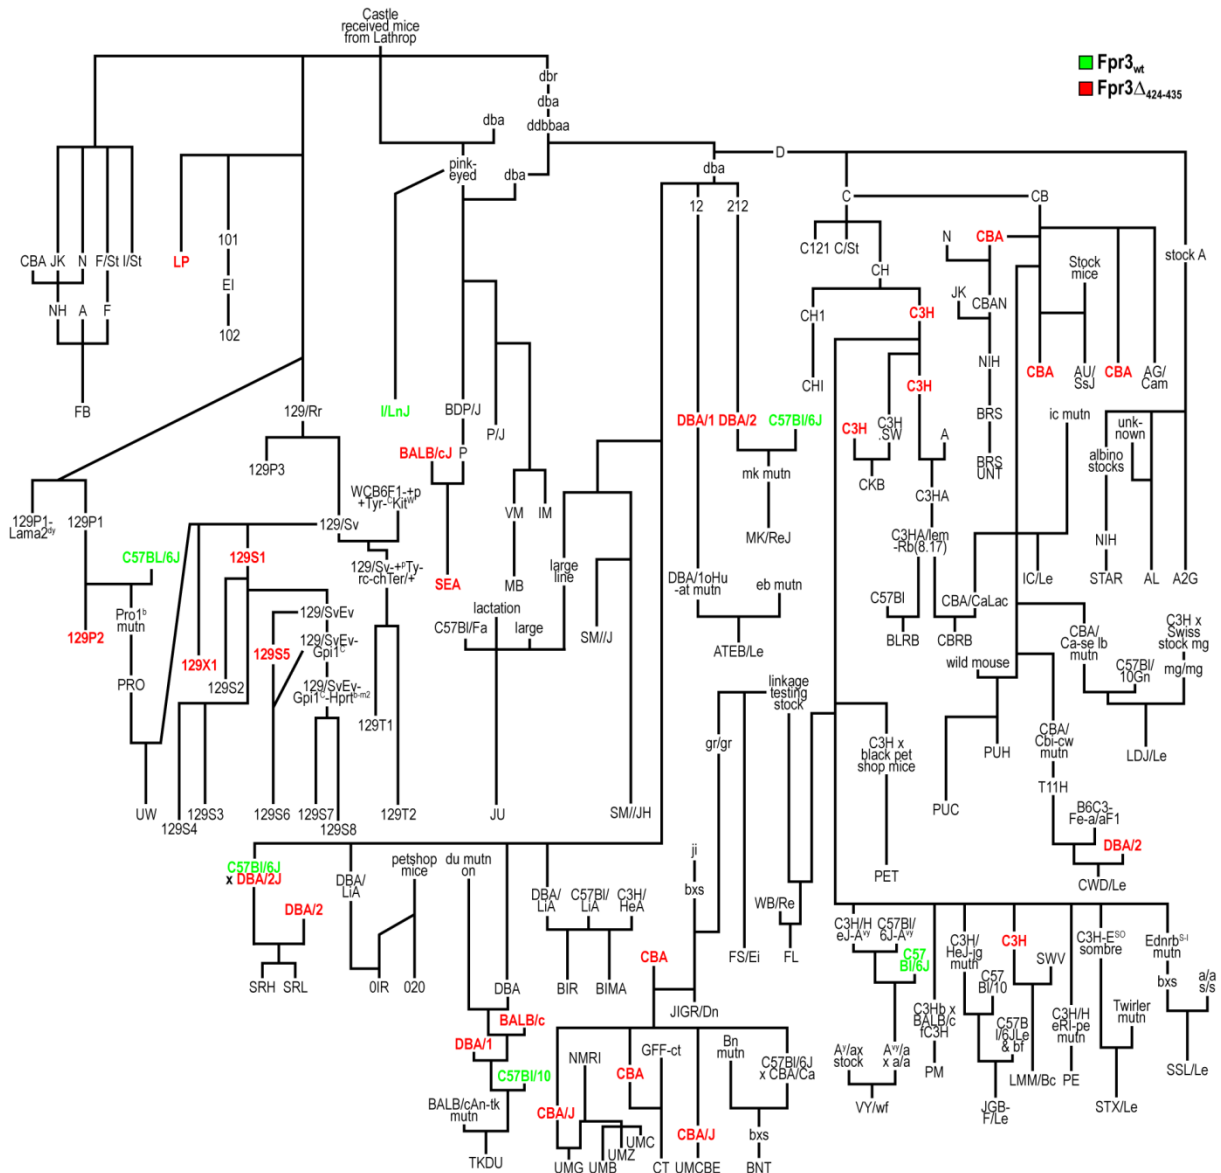 Castle
received mice
from Lathrop
Fpr3wt
Fpr3Δ424-435
dbr
dba
ddbbaa
dba
pink-
eyed
dba
dba
D
12
212
C
CB
stock A
C121
C/St
CH
CH1
CHI
C3H
C3H
C3H
C3H
.SW
CKB
A
C3HA
C3HA/Iem
-Rb(8.17)
C57Bl
BLRB
CBRB
CBA/CaLac
N
CBA
JK
CBAN
NIH
BRS
BRS
UNT
Stock
mice
CBA
AU/
SsJ
CBA
AG/
Cam
ic mutn
IC/Le
unk-
nown
albino
stocks
NIH
STAR
AL
A2G
CBA
JK
N
F/St
I/St
NH
A
F
FB
LP
101
EI
102
129/Rr
129P3
129P1-
Lama2dy
129P1
C57BL/6J
129P2
Pro1b
mutn
PRO
UW
129/Sv
WCB6F1-+p
+Tyr-cKitW
129/Sv-+pTy-
rc-chTer/+
129T1
129T2
129S1
129X1
129S2
129S4
129S3
129/SvEv
129/SvEv-
Gpi1C
129S5
129/SvEv-
Gpi1C-Hprtb-m2
129S6
129S7
129S8
I/LnJ
BDP/J
BALB/cJ
P
SEA
P/J
VM
IM
MB
lactation
C57Bl/Fa
large
large
line
JU
SM//J
SM//JH
DBA/1
DBA/2
C57Bl/6J
mk mutn
MK/ReJ
DBA/1oHu
-at mutn
eb mutn
ATEB/Le
linkage
testing
stock
gr/gr
FS/Ei
WB/Re
FL
C3H x
black pet
shop mice
PET
wild mouse
PUC
PUH
CBA/
Ca-se lb
mutn
C57Bl/
10Gn
C3H x
Swiss
stock mg
mg/mg
LDJ/Le
CBA/
Cbi-cw
mutn
T11H
B6C3-
Fe-a/aF1
DBA/2
CWD/Le
C57Bl/6J
x DBA/2J
DBA/2
SRH
SRL
DBA/
LiA
petshop
mice
0IR
020
du mutn
on
DBA
BALB/c
DBA/1
C57Bl/10
BALB/cAn-tk
mutn
TKDU
DBA/
LiA
C57Bl/
LiA
C3H/
HeA
BIR
BIMA
ji
bxs
CBA
JIGR/Dn
NMRI
CBA/J
UMG
UMB
UMZ
UMC
CBA
GFF-ct
CT
CBA/J
UMCBE
Bn
mutn
C57Bl/6J
x CBA/Ca
bxs
BNT
C3H/H
eJ-Avy
C57Bl/
6J-Avy
C57
Bl/6J
Ay/ax
stock
Avy/a
x a/a
VY/wf
C3Hb x
BALB/c
fC3H
PM
C3H/
HeJ-jg
mutn
C57
Bl/10
C57B
l/6JLe
& bf
JGB-
F/Le
C3H
SWV
LMM/Bc
C3H/H
eRI-pe
mutn
PE
C3H-ESO
sombre
Twirler
mutn
STX/Le
Ednrbs-l
bxs
a/a
s/s
SSL/Le